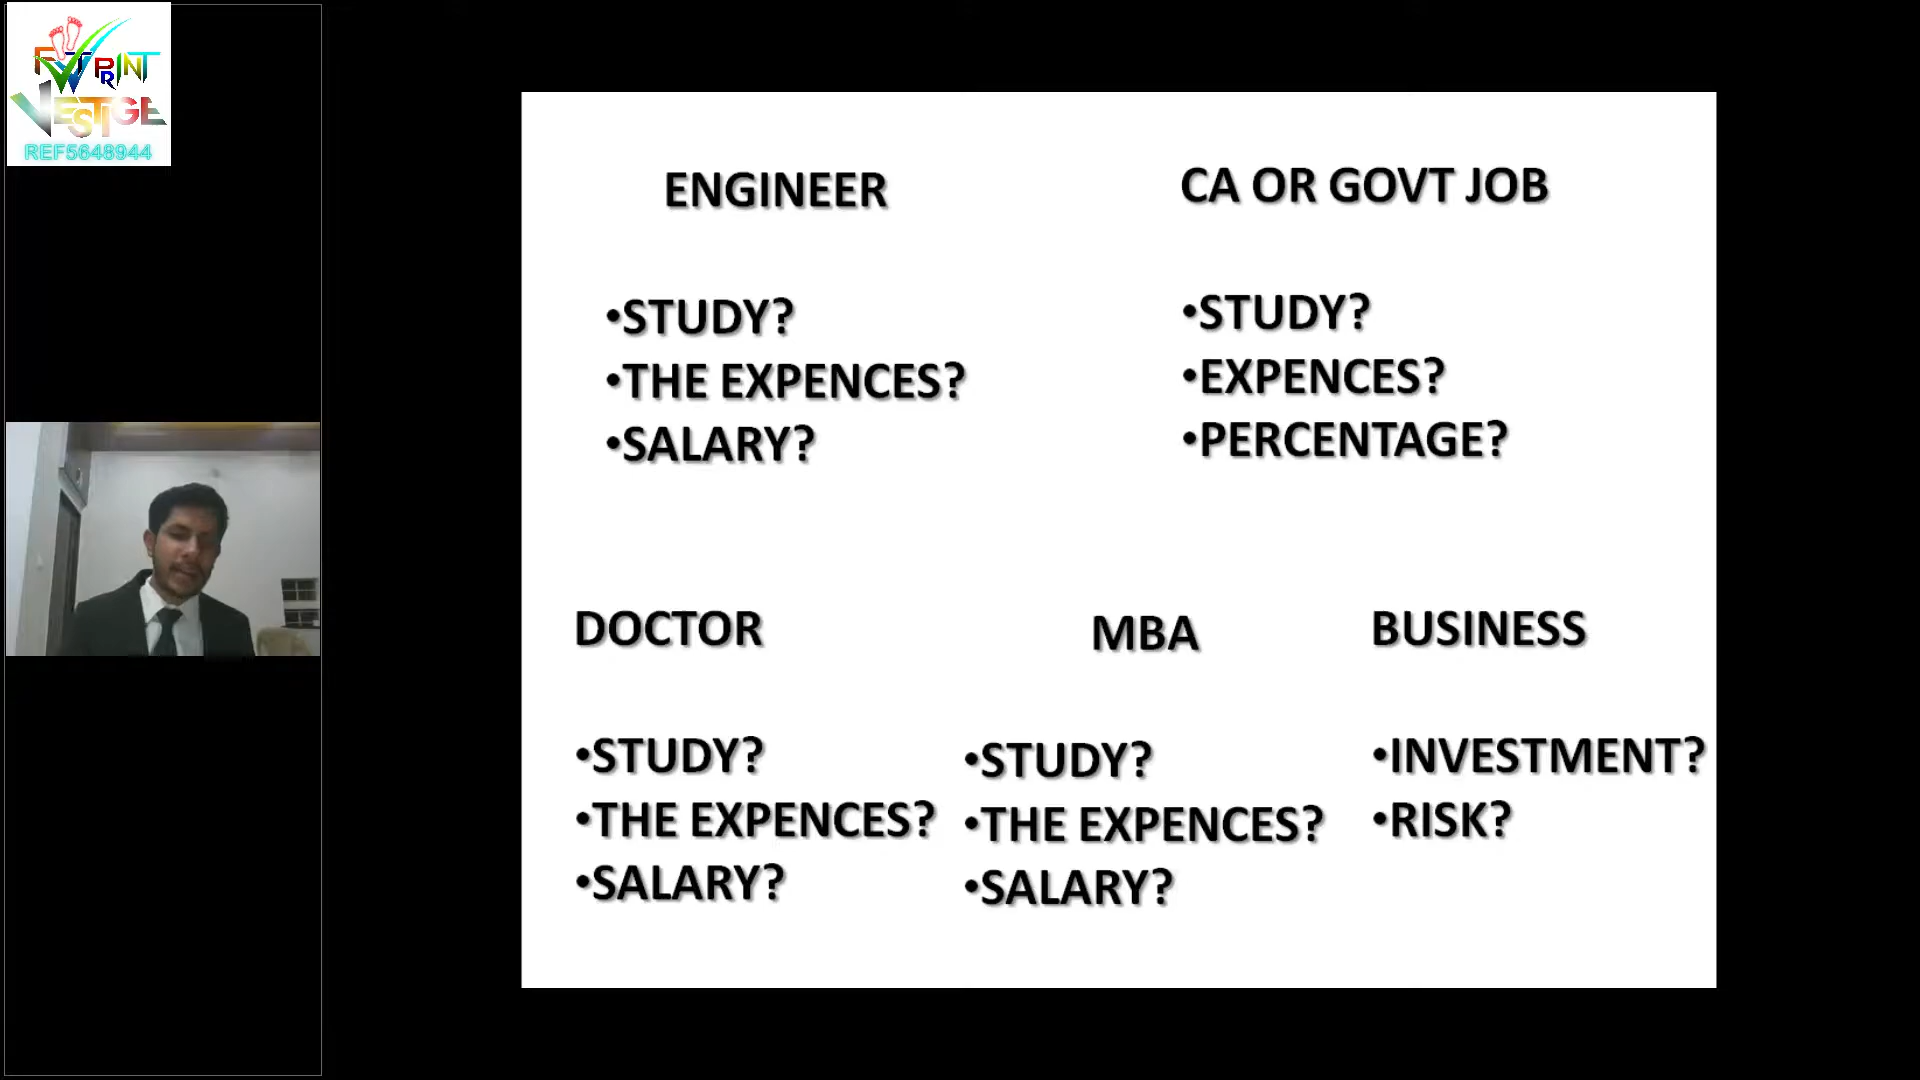 FOOTPRINT
VESTIGE
REF5648944
ENGINEER
•STUDY?
•THE EXPENCES?
•SALARY?
CA OR GOVT JOB
•STUDY?
•EXPENCES?
•PERCENTAGE?
DOCTOR
•STUDY?
•THE EXPENCES?
•SALARY?
MBA
•STUDY?
•THE EXPENCES?
•SALARY?
BUSINESS
•INVESTMENT?
•RISK?